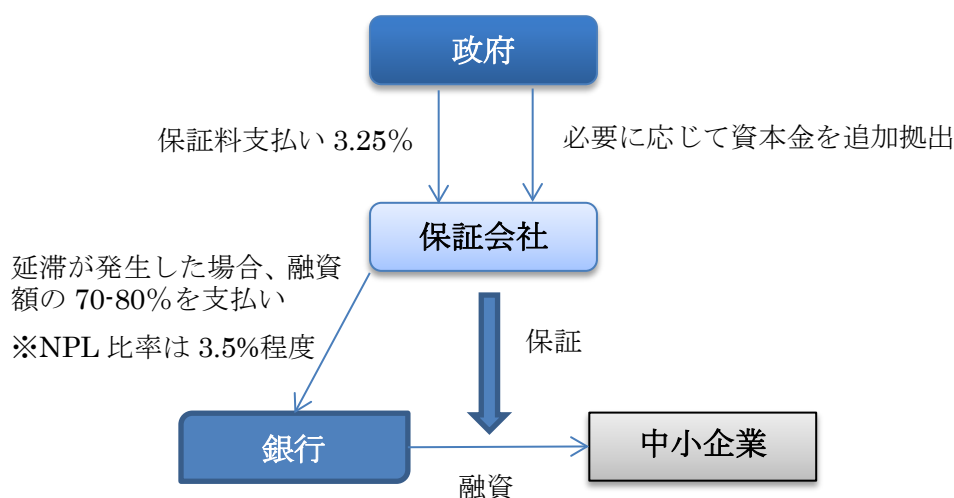 政府
保証料支払い 3.25%
必要に応じて資本金を追加拠出
保証会社
延滞が発生した場合、融資
額の 70-80%を支払い
※NPL 比率は 3.5%程度
保証
銀行
中小企業
融資